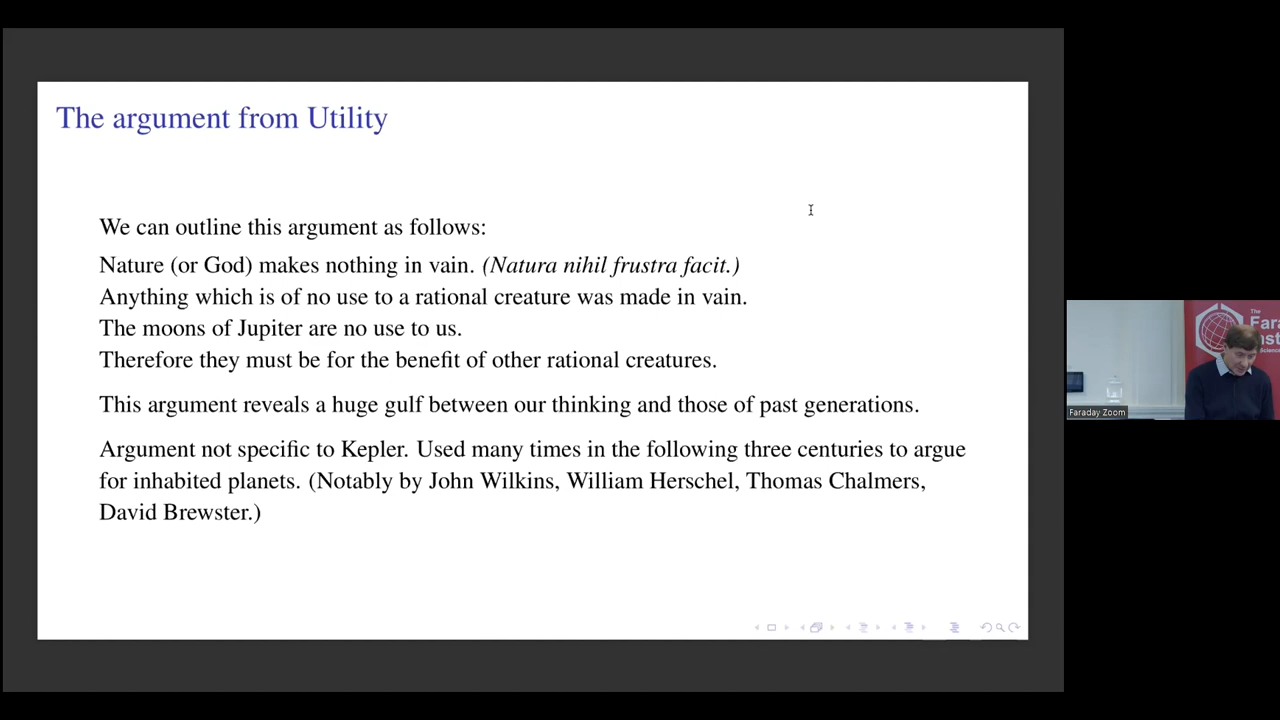 The argument from Utility
We can outline this argument as follows:
Nature (or God) makes nothing in vain. (Natura nihil frustra facit.)
Anything which is of no use to a rational creature was made in vain.
The moons of Jupiter are no use to us.
Therefore they must be for the benefit of other rational creatures.
This argument reveals a huge gulf between our thinking and those of past generations.
Argument not specific to Kepler. Used many times in the following three centuries to argue
for inhabited planets. (Notably by John Wilkins, William Herschel, Thomas Chalmers,
David Brewster.)
The
Fara
nst
Science
Faraday Zoom